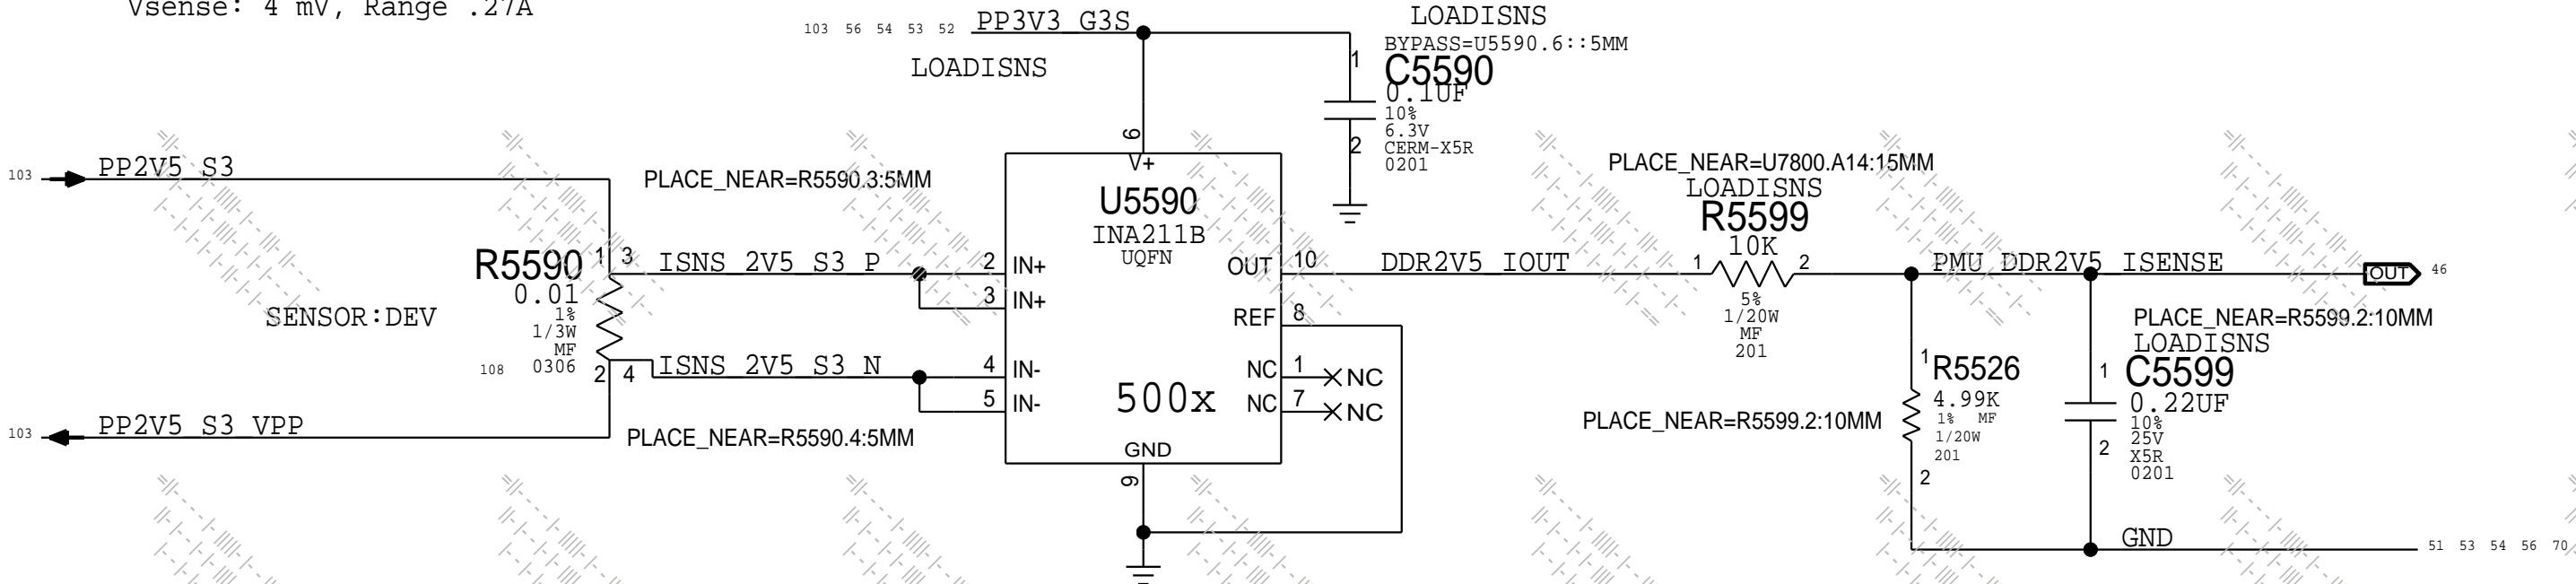 Vsense: 4 mV, Range .27A
103 56 54 53 52 PP3V3_G3S
LOADISNS
LOADISNS
BYPASS=U5590.6::5MM
C5590
0.1UF
10%
6.3V
CERM-X5R
0201
1
2
103 PP2V5_S3
PLACE_NEAR=R5590.3:5MM
6
V+
U5590
INA211B
UQFN
500x
R5590
0.01
1%
1/3W
MF
0306
108
SENSOR:DEV
1 3
2 4
ISNS_2V5_S3_P
2 IN+
3 IN+
ISNS_2V5_S3_N
4 IN-
5 IN-
OUT 10
REF 8
NC 1 NC
NC 7 NC
GND
9
103 PP2V5_S3_VPP
PLACE_NEAR=R5590.4:5MM
DDR2V5_IOUT
PLACE_NEAR=U7800.A14:15MM
LOADISNS
R5599
10K
1 2
5%
1/20W
MF
201
PMU_DDR2V5_ISENSE
OUT 46
PLACE_NEAR=R5599.2:10MM
LOADISNS
C5599
0.22UF
10%
25V
X5R
0201
1
2
1
R5526
4.99K
1% MF
1/20W
201
2
PLACE_NEAR=R5599.2:10MM
GND 51 53 54 56 70